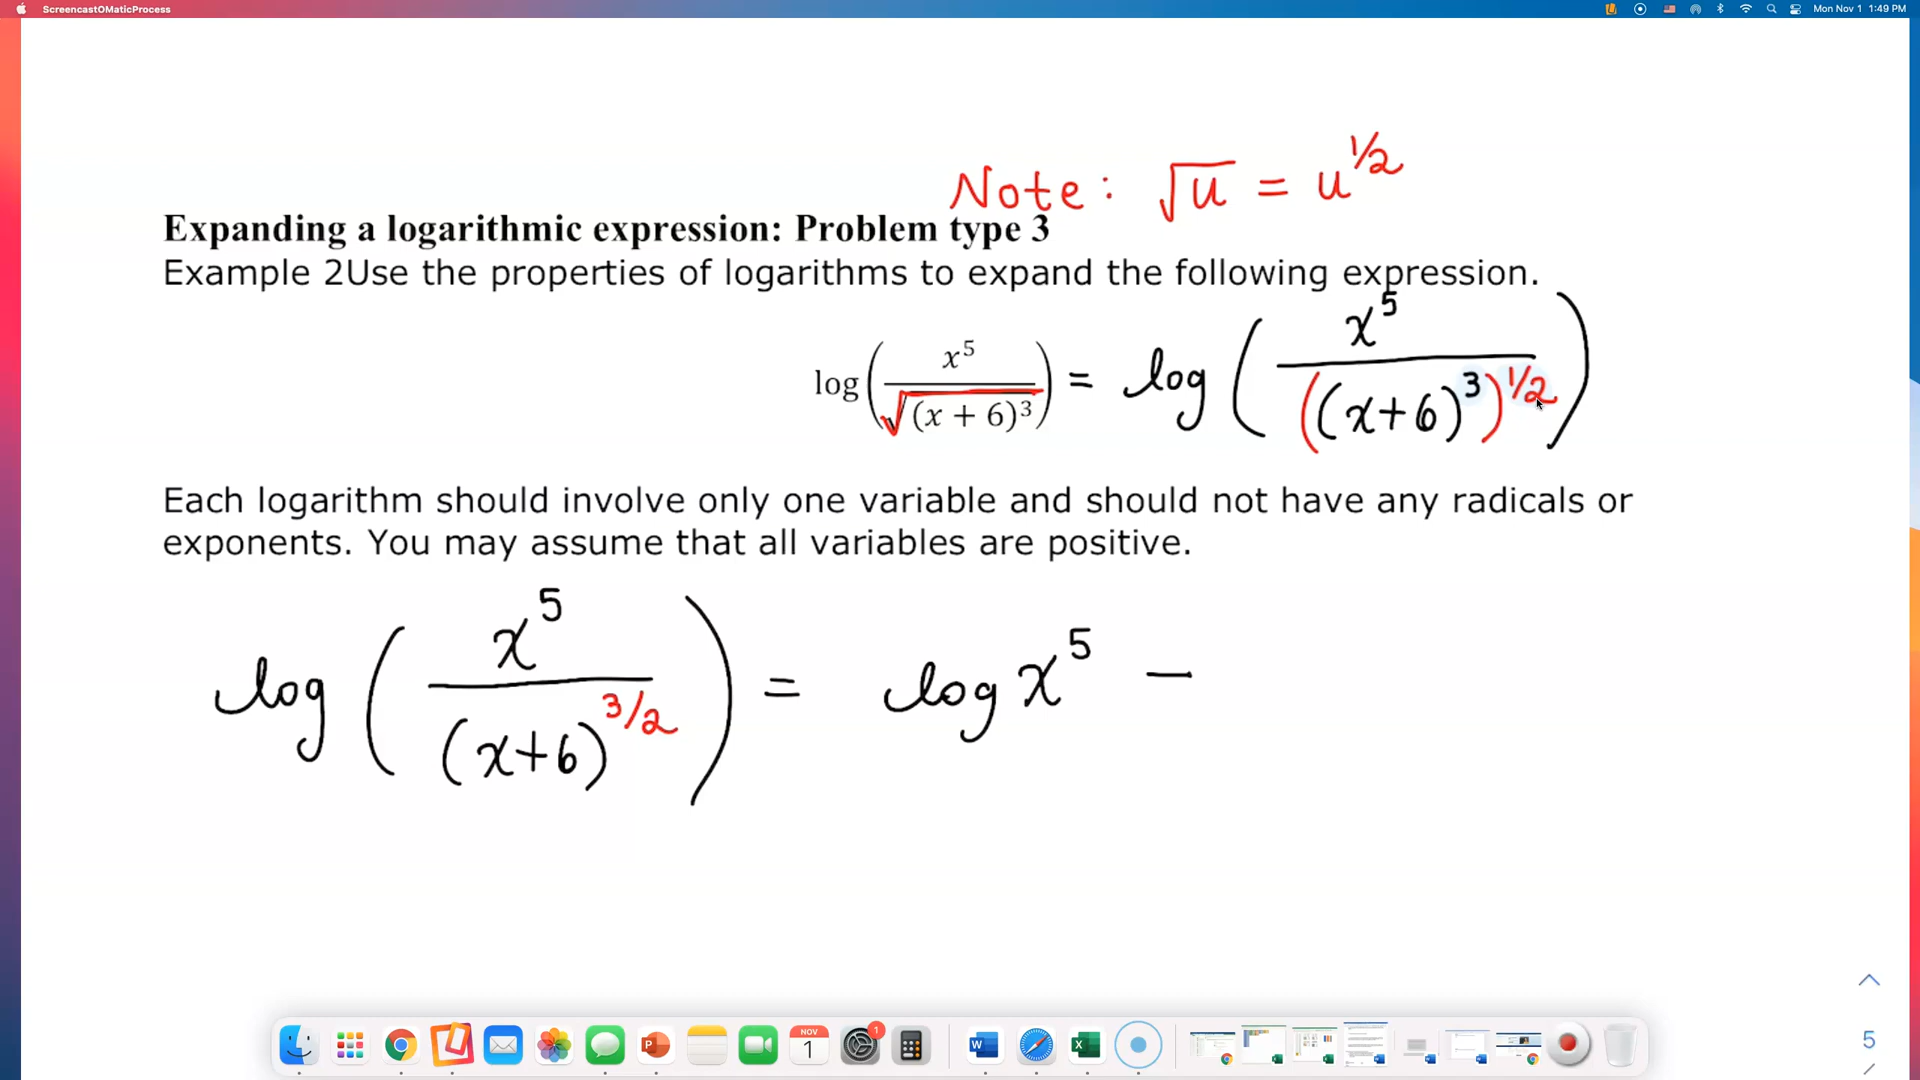 ScreencastOMaticProcess
Mon Nov 1 1:49 PM
Note: √u = u^1/2
Expanding a logarithmic expression: Problem type 3
Example 2Use the properties of logarithms to expand the following expression.
log(x^5/√(x + 6)^3) = log(x^5/((x+6)^3)^1/2)
Each logarithm should involve only one variable and should not have any radicals or
exponents. You may assume that all variables are positive.
log(x^5/(x+6)^3/2) = log x^5 −
5
NOV
1
1